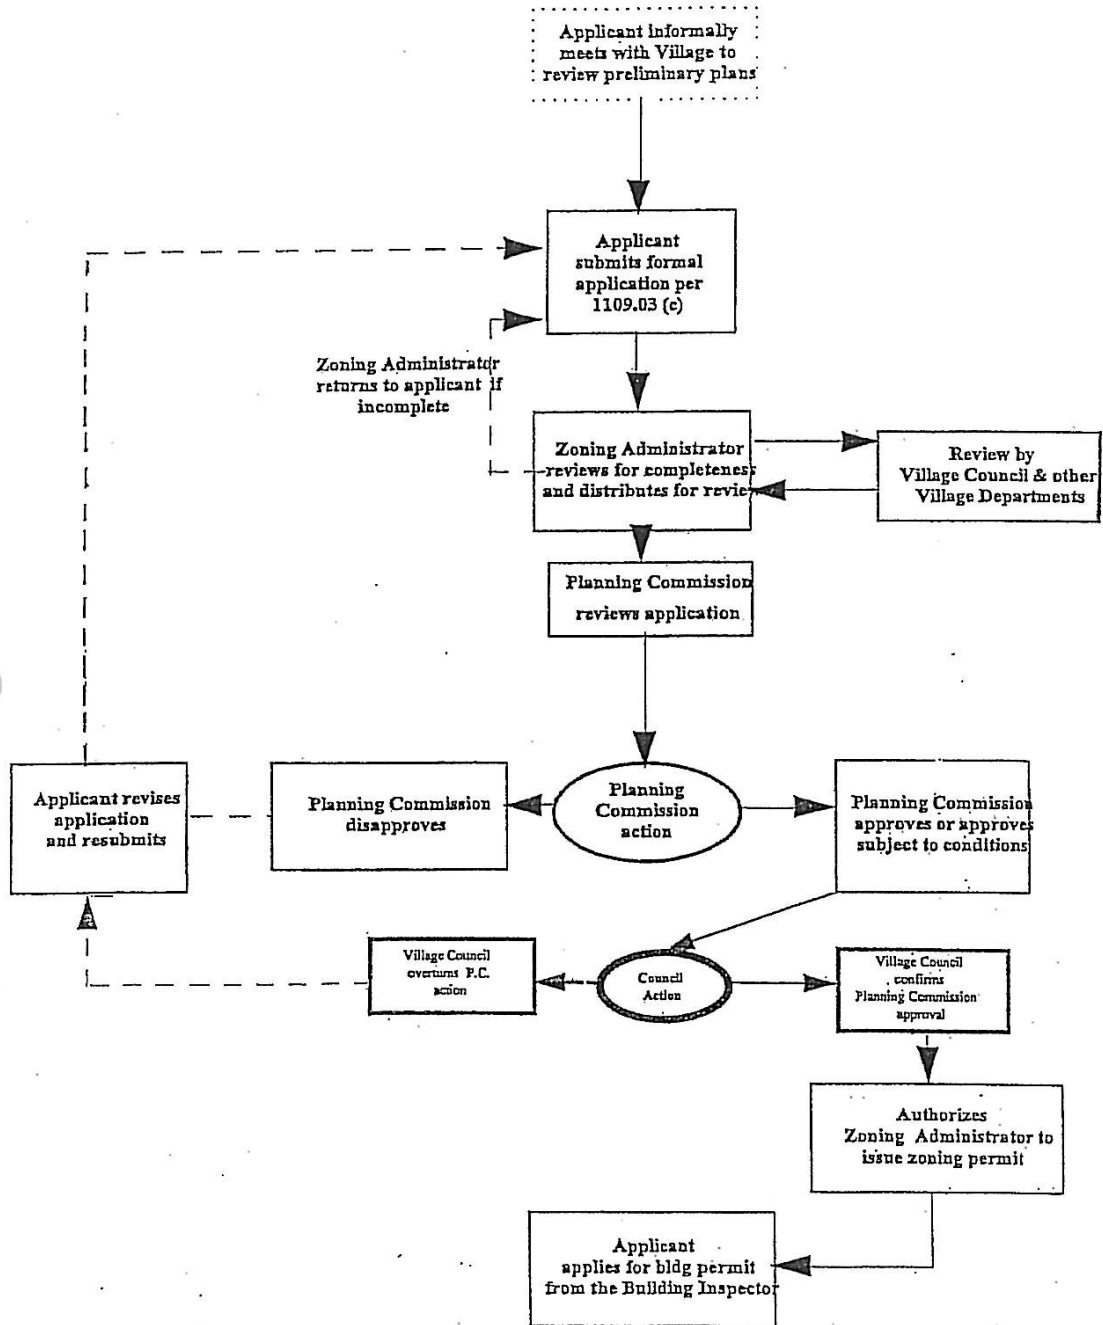 Applicant informally
meets with Village to
review preliminary plans
Applicant
submits formal
application per
1109.03 (c)
Zoning Administrator
returns to applicant if
incomplete
Zoning Administrator
reviews for completeness
and distributes for review
Review by
Village Council & other
Village Departments
Planning Commission
reviews application
Applicant revises
application
and resubmits
Planning Commission
disapproves
Planning
Commission
action
Planning Commission
approves or approves
subject to conditions
Village Council
overturns P.C.
action
Council
Action
Village Council
confirms
Planning Commission
approval
Authorizes
Zoning Administrator to
issue zoning permit
Applicant
applies for bldg permit
from the Building Inspector